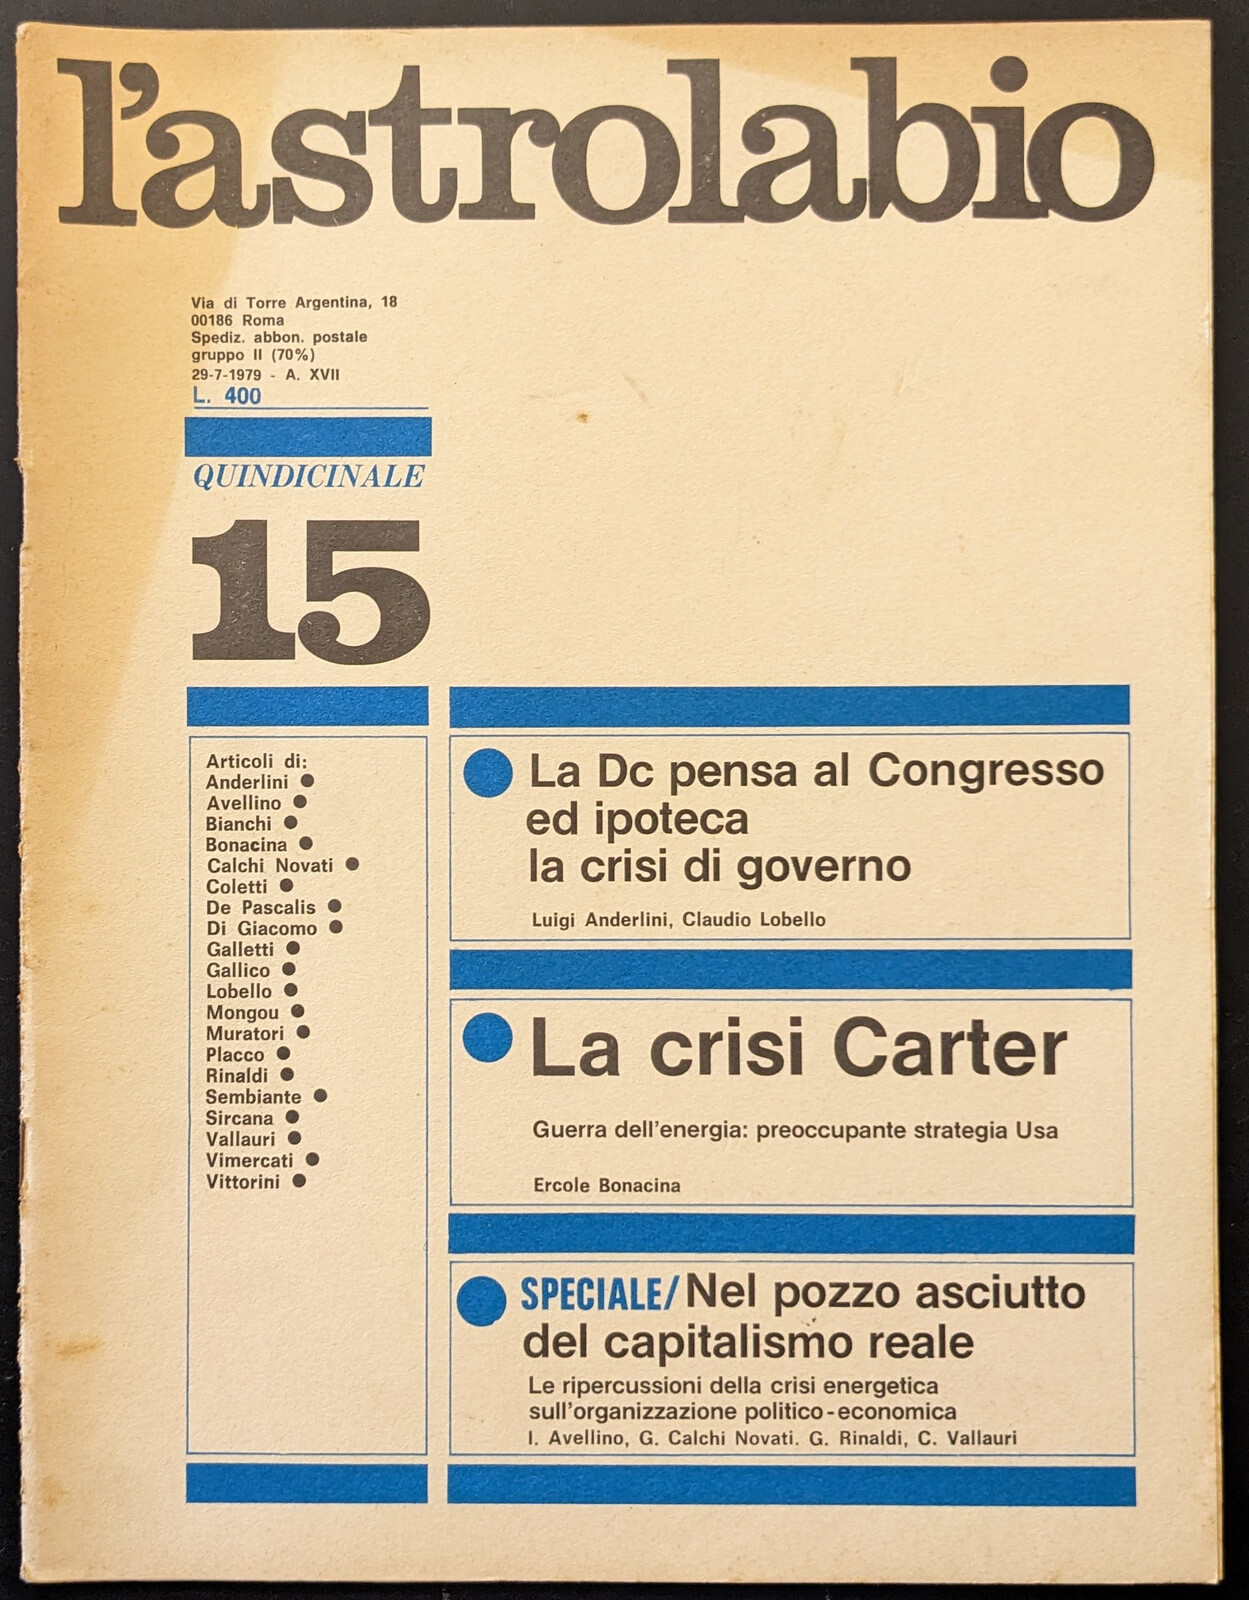 l'astrolabio
Via di Torre Argentina, 18
00186 Roma
Spediz. abbon. postale
gruppo II (70%)
29-7-1979 - A. XVII
L. 400
QUINDICINALE
15
Articoli di:
Anderlini ●
Avellino ●
Bianchi ●
Bonacina ●
Calchi Novati ●
Coletti ●
De Pascalis ●
Di Giacomo ●
Galletti ●
Gallico ●
Lobello ●
Mongou ●
Muratori ●
Placco ●
Rinaldi ●
Sembiante ●
Sircana ●
Vallauri ●
Vimercati ●
Vittorini ●
● La Dc pensa al Congresso
ed ipoteca
la crisi di governo
Luigi Anderlini, Claudio Lobello
● La crisi Carter
Guerra dell'energia: preoccupante strategia Usa
Ercole Bonacina
● SPECIALE/Nel pozzo asciutto
del capitalismo reale
Le ripercussioni della crisi energetica
sull'organizzazione politico-economica
I. Avellino, G. Calchi Novati. G. Rinaldi, C. Vallauri